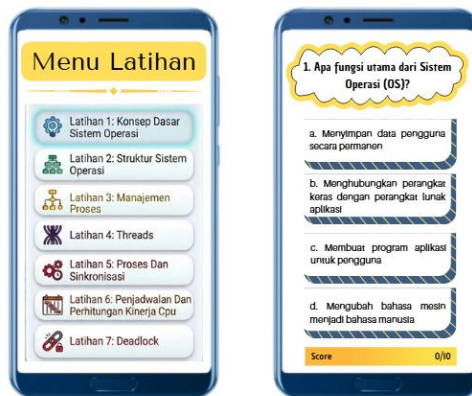 Menu Latihan
Latihan 1: Konsep Dasar
Sistem Operasi
Latihan 2: Struktur Sistem
Operasi
Latihan 3: Manajemen
Proses
Latihan 4: Threads
Latihan 5: Proses Dan
Sinkronisasi
Latihan 6: Penjadwalan Dan
Perhitungan Kinerja Cpu
Latihan 7: Deadlock
1. Apa fungsi utama dari Sistem
Operasi (OS)?
a. Menyimpan data pengguna
secara permanen
b. Menghubungkan perangkat
keras dengan perangkat lunak
aplikasi
c. Membuat program aplikasi
untuk pengguna
d. Mengubah bahasa mesin
menjadi bahasa manusia
Score 0/10